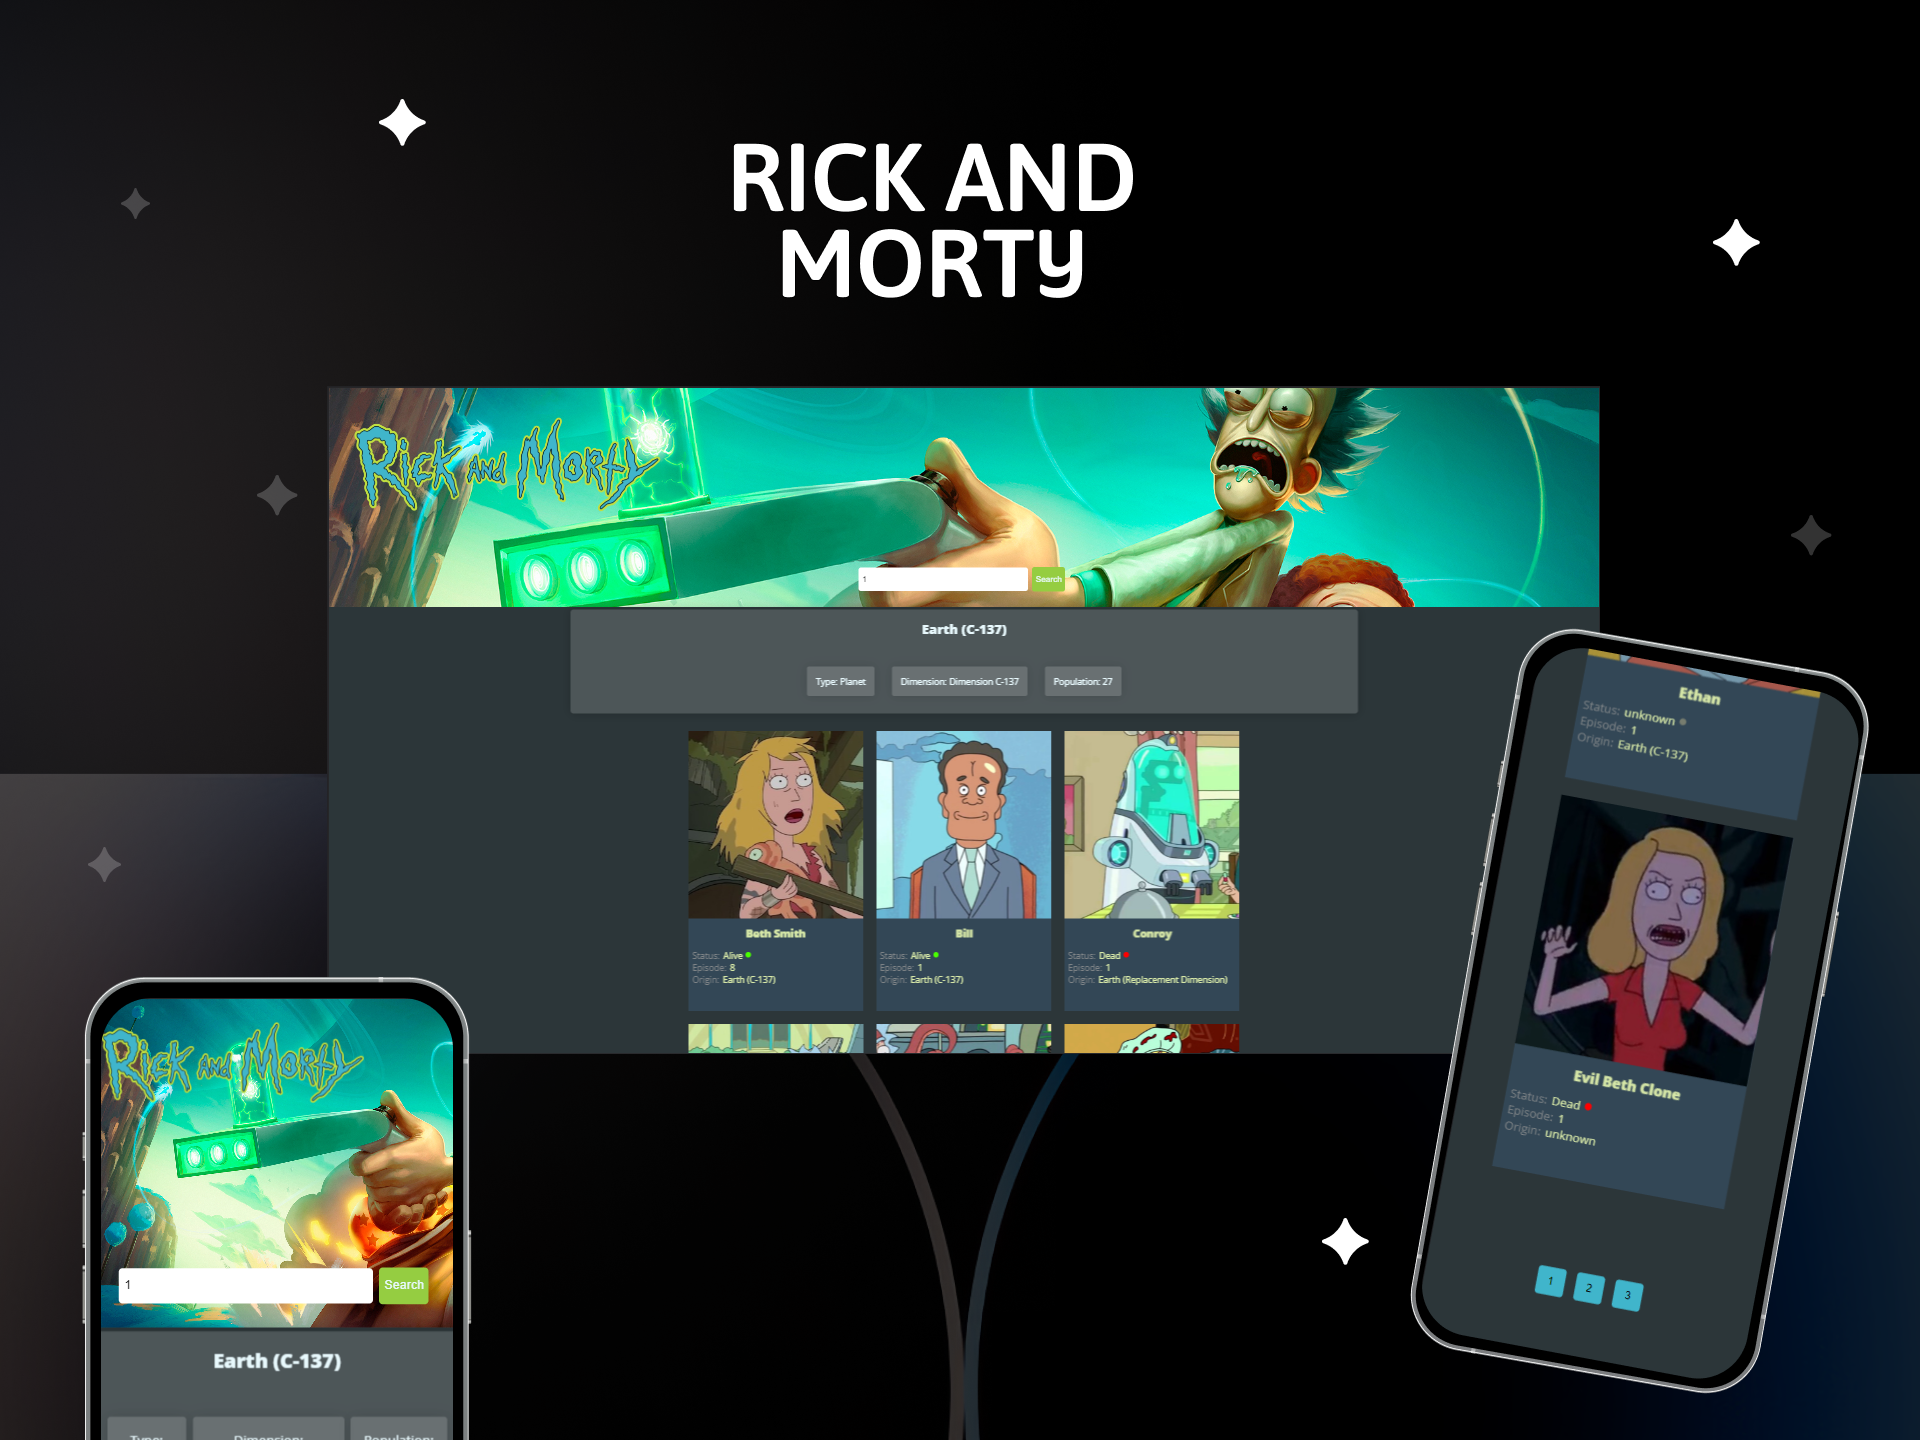 RICK AND
MORTY
Rick and Morty
1
Search
Earth (C-137)
Type: Planet
Dimension: Dimension C-137
Population: 27
Beth Smith
Status: Alive
Episode: 8
Origin: Earth (C-137)
Bill
Status: Alive
Episode: 1
Origin: Earth (C-137)
Conroy
Status: Dead
Episode: 1
Origin: Earth (Replacement Dimension)
Ethan
Status: unknown
Episode: 1
Origin: Earth (C-137)
Evil Beth Clone
Status: Dead
Episode: 1
Origin: unknown
1
2
3
Rick and Morty
1
Search
Earth (C-137)
Type:
Dimension:
Population: